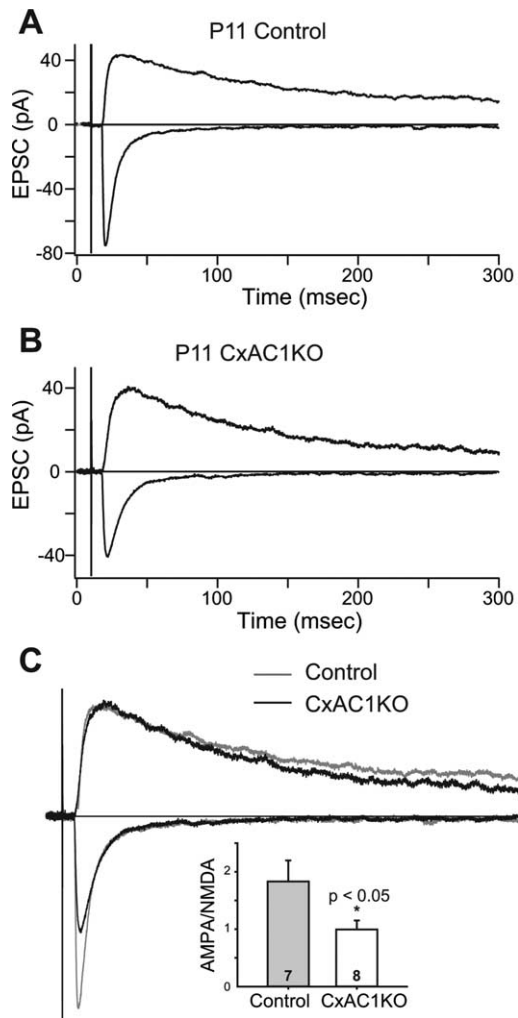 A
P11 Control
EPSC (pA)
40
0
-40
-80
0
100
200
300
Time (msec)
B
P11 CxAC1KO
EPSC (pA)
40
0
-40
0
100
200
300
Time (msec)
C
Control
CxAC1KO
AMPA/NMDA
2
1
0
p < 0.05
*
7
8
Control
CxAC1KO